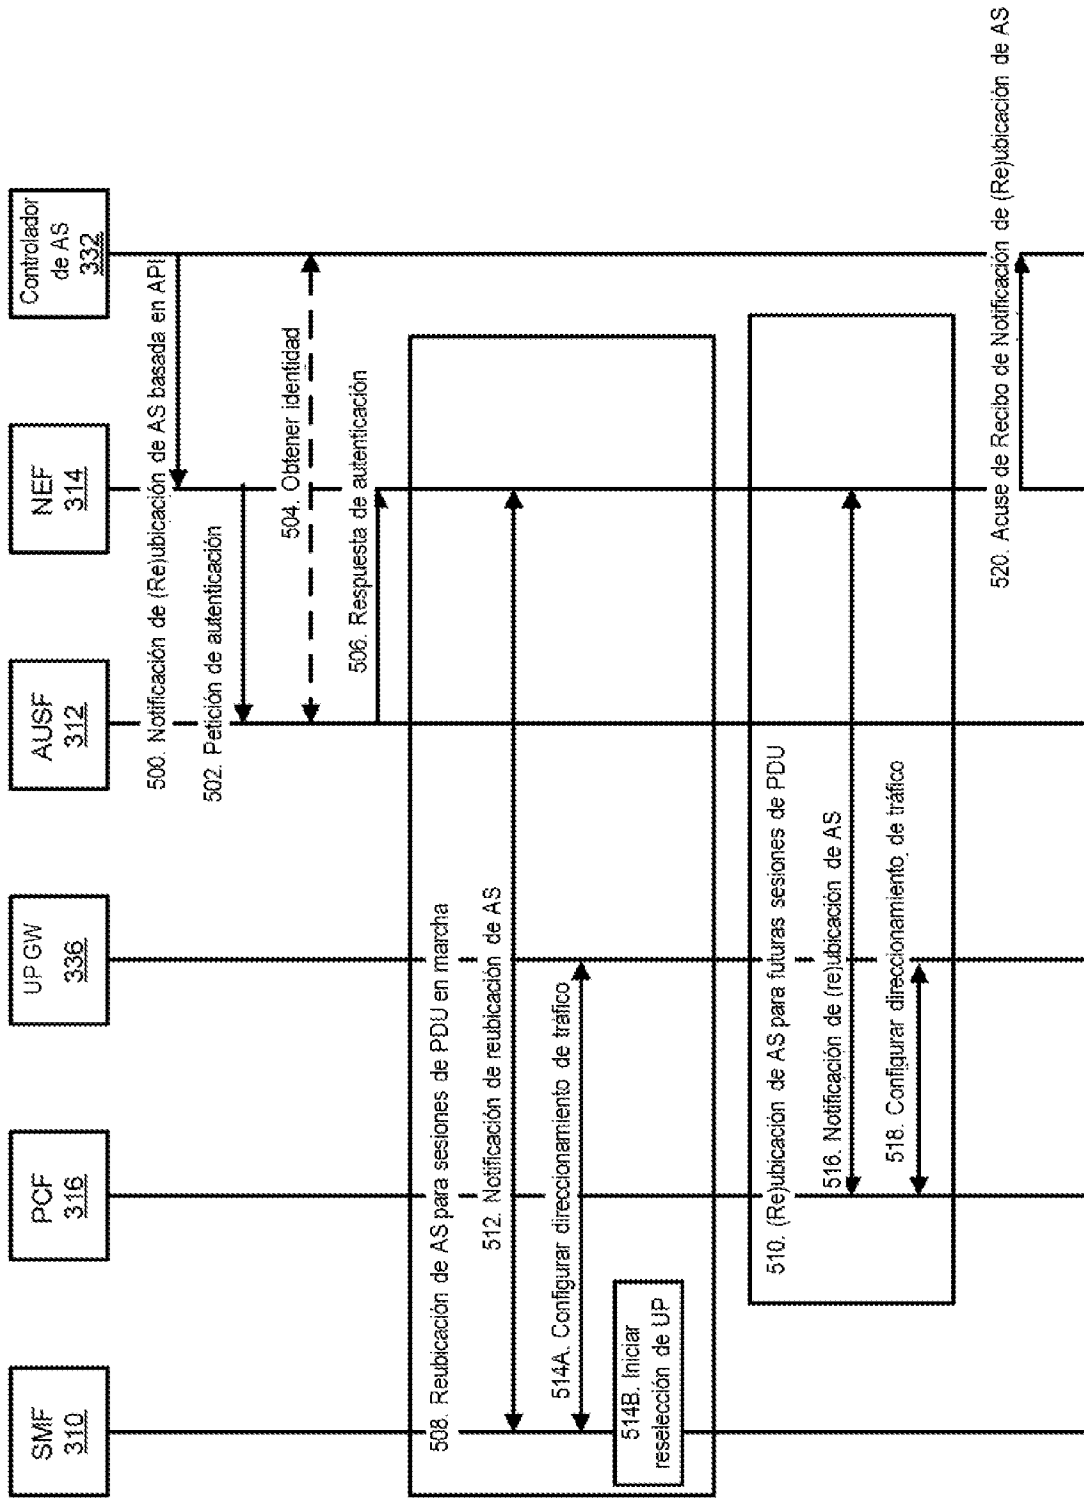 SMF
310
PCF
316
UP GW
336
AUSF
312
NEF
314
Controlador
de AS
332
500. Notificación de (Re)ubicación de AS basada en API
502. Petición de autenticación
504. Obtener identidad
506. Respuesta de autenticación
508. Reubicación de AS para sesiones de PDU en marcha
512. Notificación de reubicación de AS
514A. Configurar direccionamiento de tráfico
514B. Iniciar
reselección de UP
510. (Re)ubicación de AS para futuras sesiones de PDU
516. Notificación de (re)ubicación de AS
518. Configurar direccionamiento de tráfico
520. Acuse de Recibo de Notificación de (Re)ubicación de AS